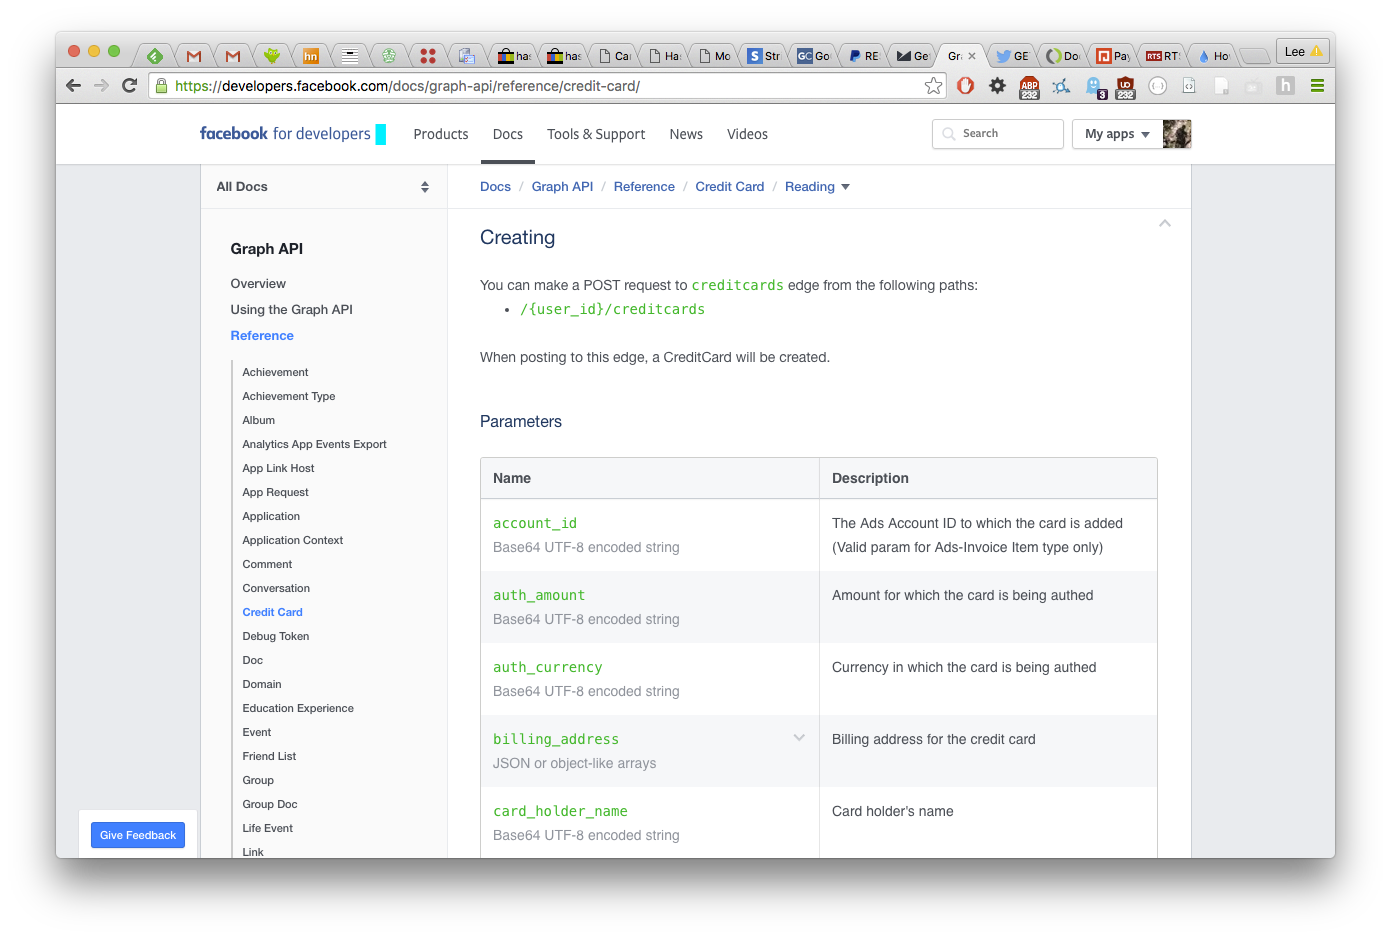 has
has
Ca
Ha
Mo
Str
GC Go
RE
Ge
Gra
GE
Do
Pay
RTS RTS
Ho
Lee
https://developers.facebook.com/docs/graph-api/reference/credit-card/
ABP
232
3
232
h
facebook for developers
Products
Docs
Tools & Support
News
Videos
Search
My apps
All Docs
Docs / Graph API / Reference / Credit Card / Reading
Graph API
Overview
Using the Graph API
Reference
Achievement
Achievement Type
Album
Analytics App Events Export
App Link Host
App Request
Application
Application Context
Comment
Conversation
Credit Card
Debug Token
Doc
Domain
Education Experience
Event
Friend List
Group
Group Doc
Life Event
Link
Give Feedback
Creating
You can make a POST request to creditcards edge from the following paths:
• /{user_id}/creditcards
When posting to this edge, a CreditCard will be created.
Parameters
Name
Description
account_id
Base64 UTF-8 encoded string
The Ads Account ID to which the card is added
(Valid param for Ads-Invoice Item type only)
auth_amount
Base64 UTF-8 encoded string
Amount for which the card is being authed
auth_currency
Base64 UTF-8 encoded string
Currency in which the card is being authed
billing_address
JSON or object-like arrays
Billing address for the credit card
card_holder_name
Base64 UTF-8 encoded string
Card holder's name